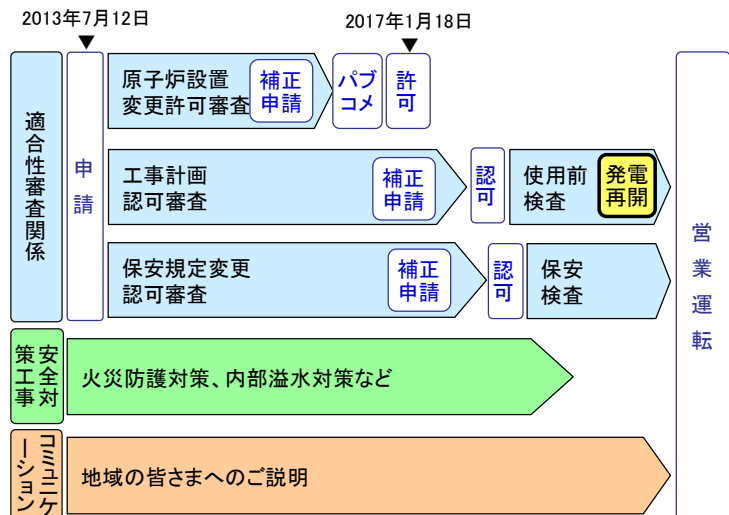 2013年7月12日
2017年1月18日
適合性審査関係
申請
原子炉設置
変更許可審査
補正
申請
パブ
コメ
許
可
工事計画
認可審査
補正
申請
認
可
使用前
検査
発電
再開
保安規定変更
認可審査
補正
申請
認
可
保安
検査
営業運転
安全対
策工事
火災防護対策、内部溢水対策など
コミュニケ
ーション
地域の皆さまへのご説明